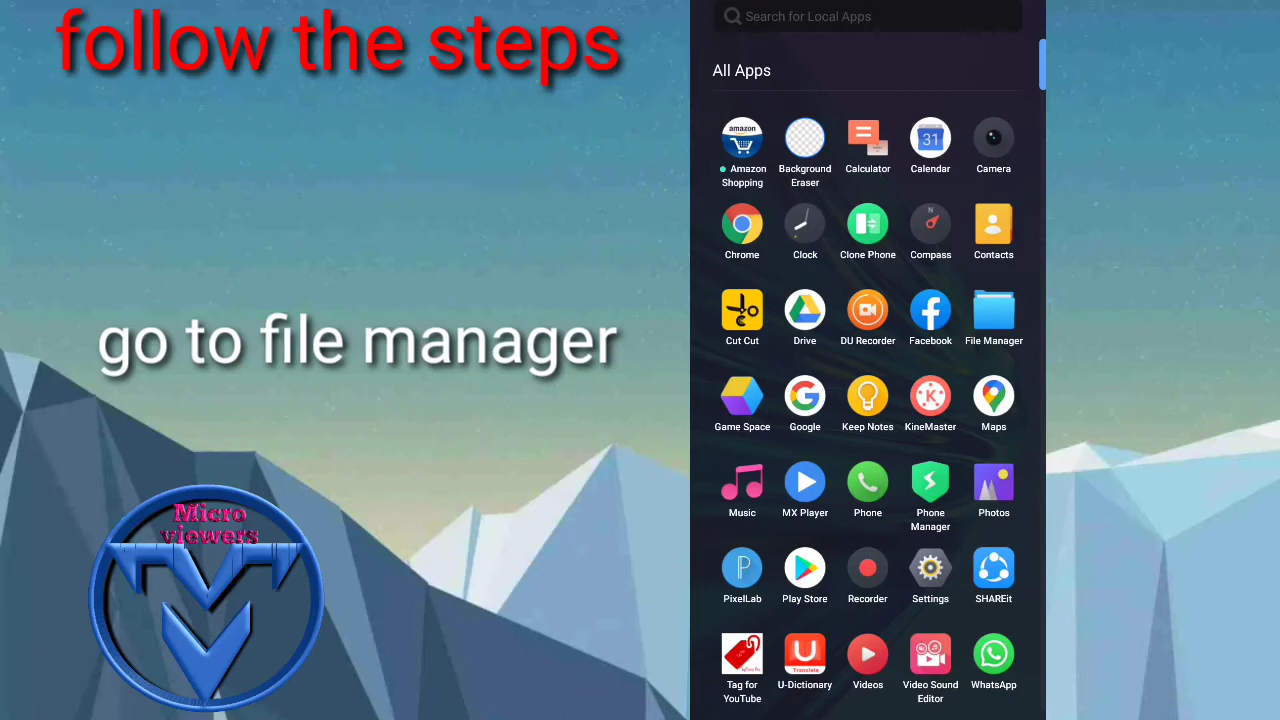 follow the steps
go to file manager
Micro
viewers
Search for Local Apps
All Apps
amazon
31
N
Amazon
Shopping
Background
Eraser
Calculator
Calendar
Camera
Chrome
Clock
Clone Phone
Compass
Contacts
Cut Cut
Drive
DU Recorder
Facebook
File Manager
Game Space
Google
Keep Notes
KineMaster
Maps
Music
MX Player
Phone
Phone
Manager
Photos
PixelLab
Play Store
Recorder
Settings
SHAREit
Translate
Tag for
YouTube
U-Dictionary
Videos
Video Sound
Editor
WhatsApp